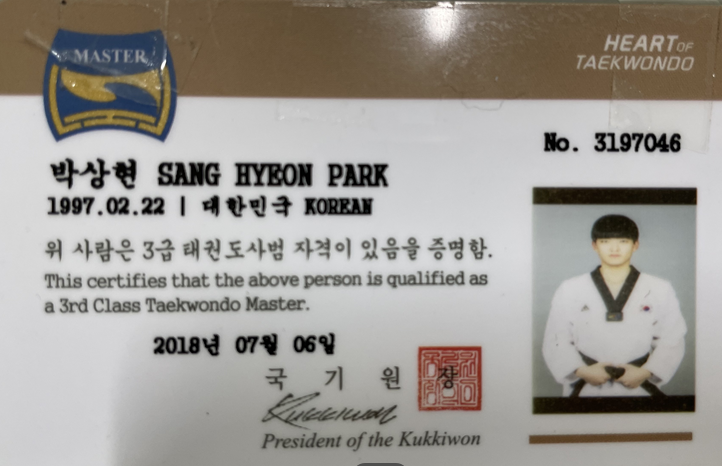 MASTER
HEART OF
TAEKWONDO
No. 3197046
박상현 SANG HYEON PARK
1997.02.22 | 대한민국 KOREAN
위 사람은 3급 태권도사범 자격이 있음을 증명함.
This certifies that the above person is qualified as
a 3rd Class Taekwondo Master.
2018년 07월 06일
국 기 원 장
Kukkiwon
President of the Kukkiwon